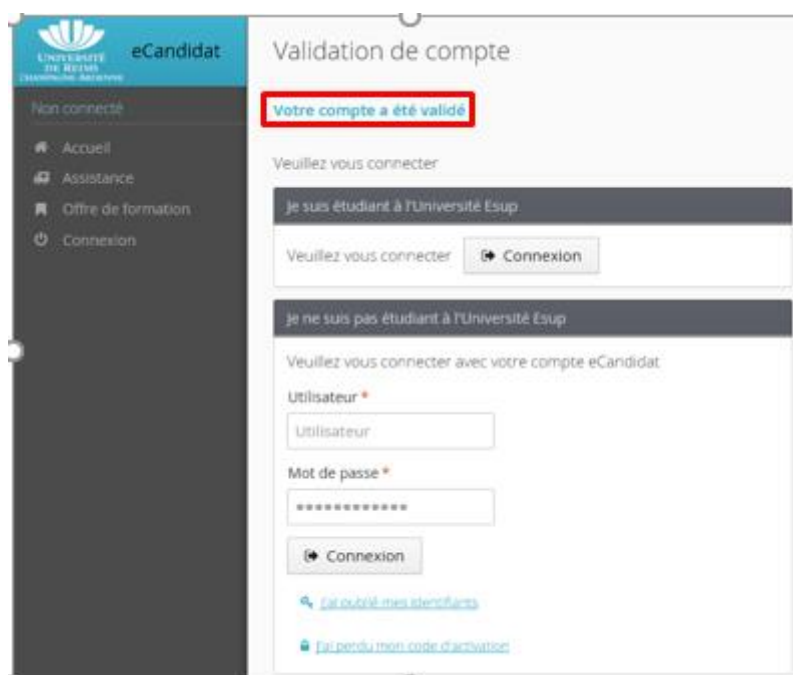 UNIVERSITÉ
DE REIMS
CHAMPAGNE-ARDENNE
eCandidat
Non connecté
Accueil
Assistance
Offre de formation
Connexion
Validation de compte
Votre compte a été validé
Veuillez vous connecter
Je suis étudiant à l'Université Esup
Veuillez vous connecter Connexion
Je ne suis pas étudiant à l'Université Esup
Veuillez vous connecter avec votre compte eCandidat
Utilisateur *
Utilisateur
Mot de passe *
************
Connexion
J'ai oublié mes identifiants
J'ai perdu mon code d'activation